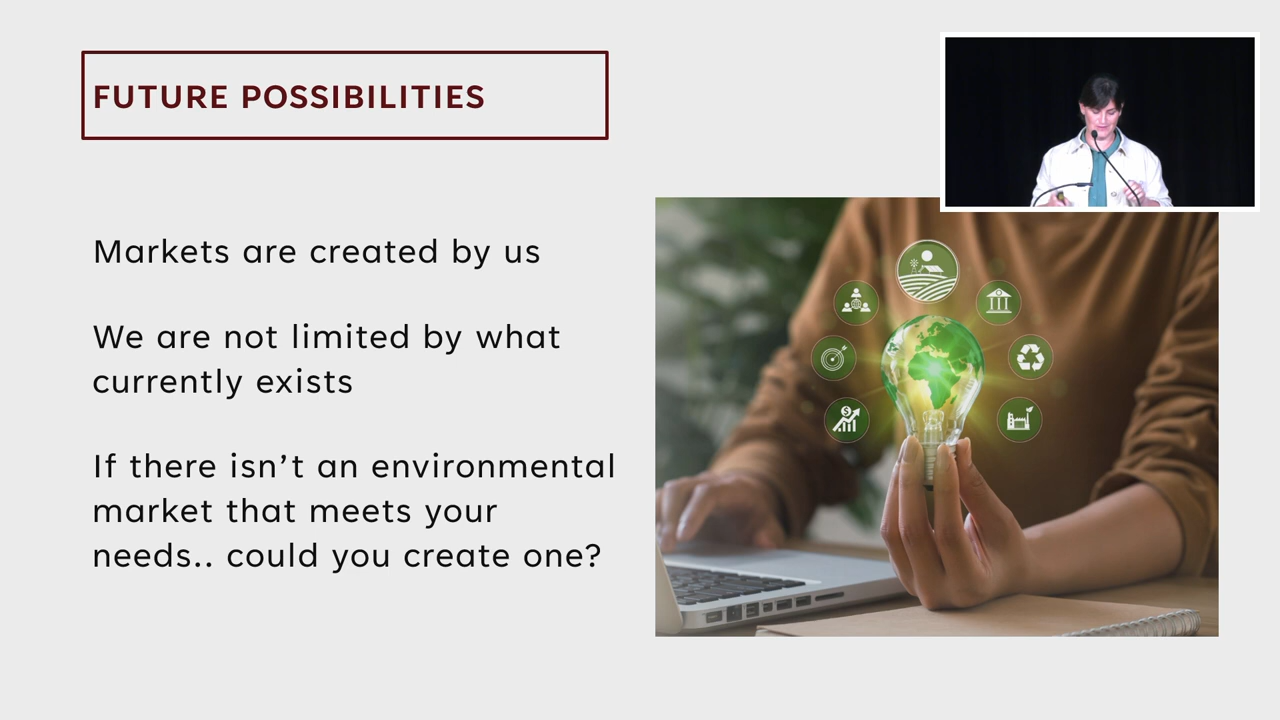 FUTURE POSSIBILITIES
Markets are created by us
We are not limited by what
currently exists
If there isn’t an environmental
market that meets your
needs.. could you create one?
$